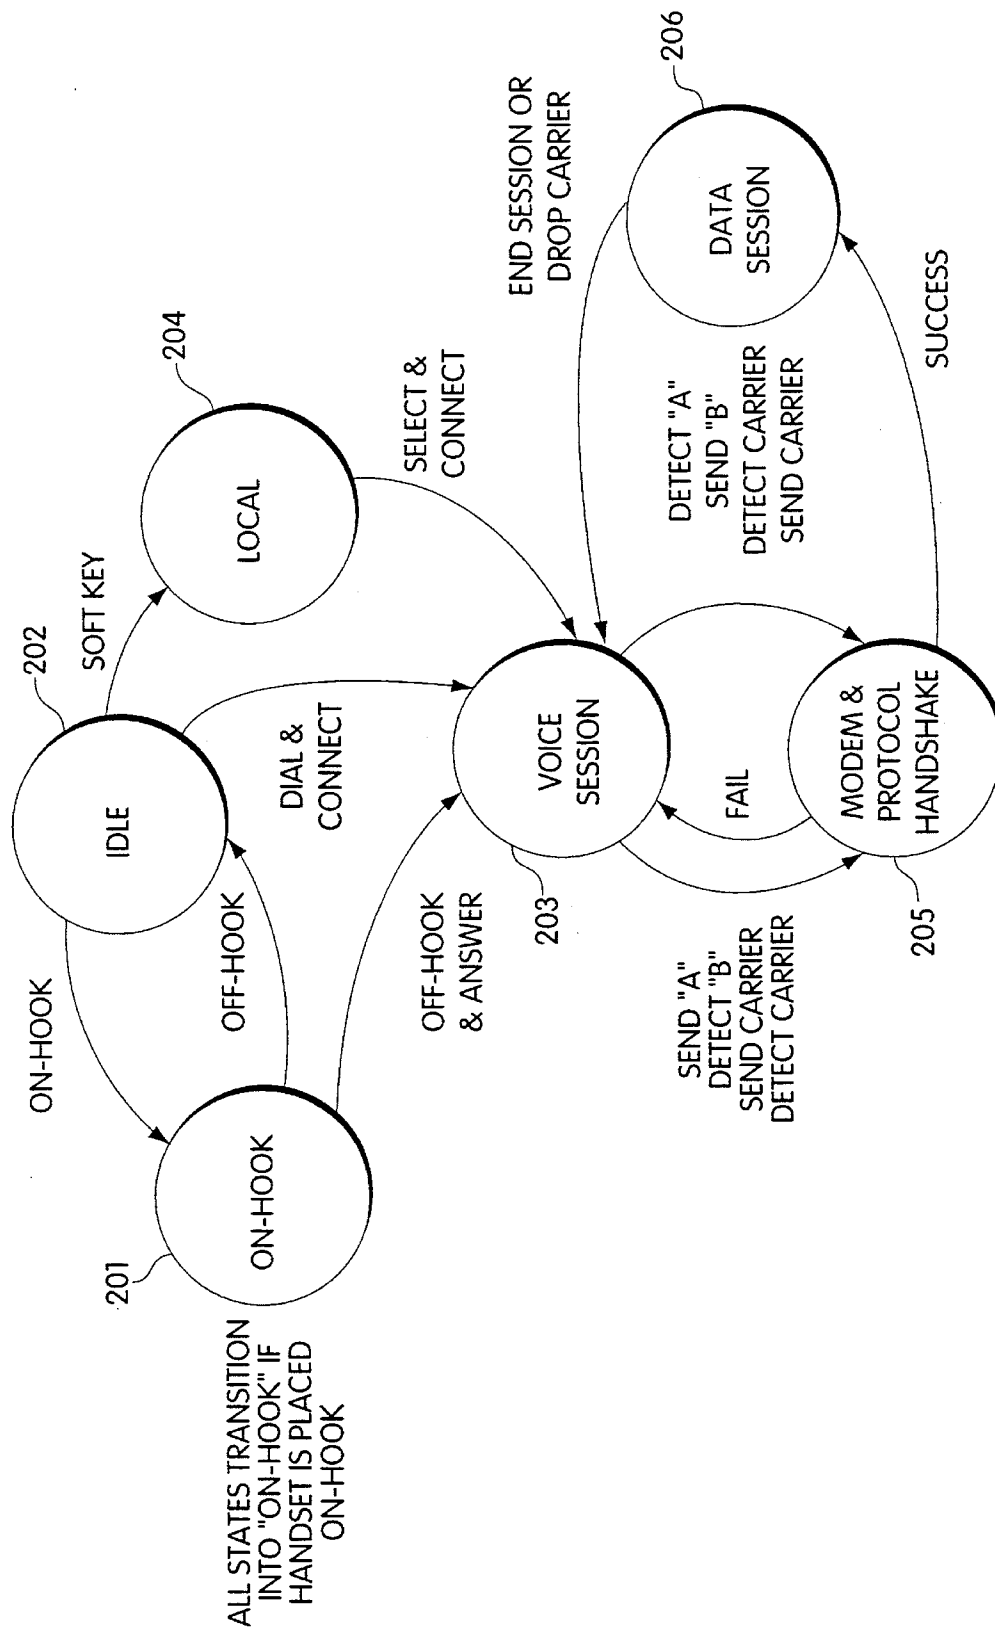 ALL STATES TRANSITION
INTO "ON-HOOK" IF
HANDSET IS PLACED
ON-HOOK
201
ON-HOOK
ON-HOOK
OFF-HOOK
202
IDLE
SOFT KEY
204
LOCAL
DIAL &
CONNECT
SELECT &
CONNECT
OFF-HOOK
& ANSWER
203
VOICE
SESSION
END SESSION OR
DROP CARRIER
206
DATA
SESSION
SEND "A"
DETECT "B"
SEND CARRIER
DETECT CARRIER
FAIL
DETECT "A"
SEND "B"
DETECT CARRIER
SEND CARRIER
205
MODEM &
PROTOCOL
HANDSHAKE
SUCCESS